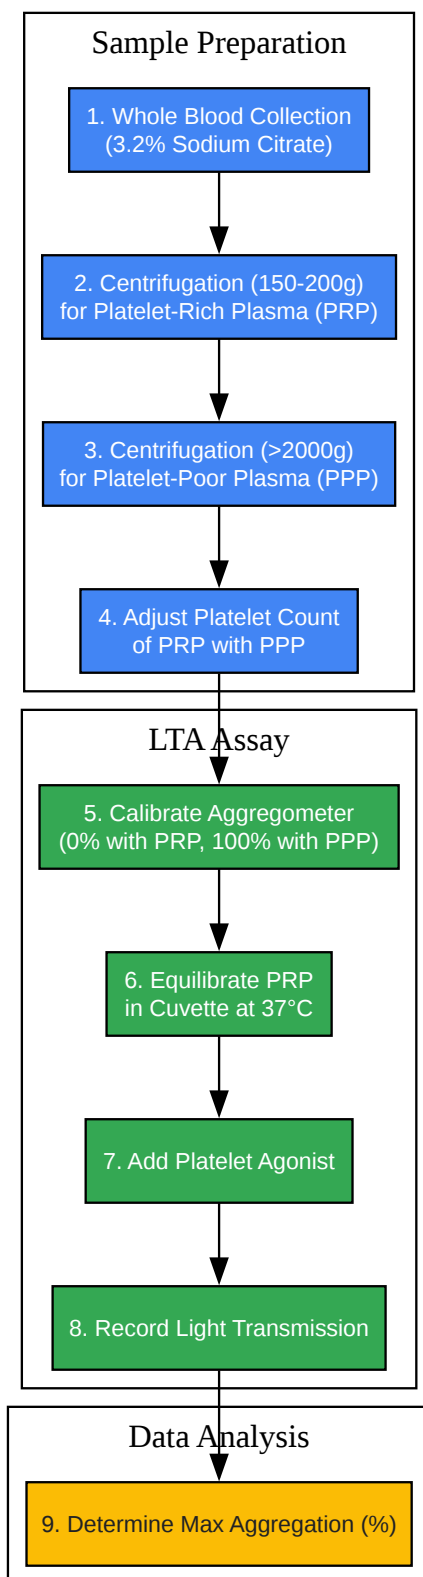 Sample Preparation
1. Whole Blood Collection
(3.2% Sodium Citrate)
2. Centrifugation (150-200g)
for Platelet-Rich Plasma (PRP)
3. Centrifugation (>2000g)
for Platelet-Poor Plasma (PPP)
4. Adjust Platelet Count
of PRP with PPP
LTA Assay
5. Calibrate Aggregometer
(0% with PRP, 100% with PPP)
6. Equilibrate PRP
in Cuvette at 37°C
7. Add Platelet Agonist
8. Record Light Transmission
Data Analysis
9. Determine Max Aggregation (%)